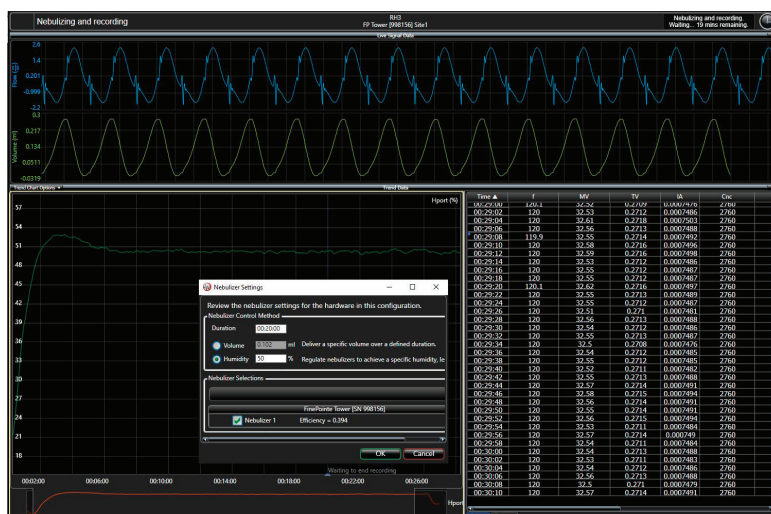 Nebulizing and recording
RH3
FP Tower [998156] Site1
Nebulizing and recording.
Waiting... 19 mins remaining.
Live Signal Data
2.8
1.4
0.201
-0.999
-2.2
Flow
0.3
0.217
0.134
0.0511
-0.0319
Volume (ml)
Trend Chart Options
Trend Data
Hport (%)
57
54
51
48
45
42
39
36
33
30
27
24
21
18
00:02:00 00:06:00 00:10:00 00:14:00 00:18:00 00:22:00 00:26:00
Waiting to end recording
Hport
Nebulizer Settings
Review the nebulizer settings for the hardware in this configuration.
Nebulizer Control Method
Duration 00:20:00
Volume 0.102 ml Deliver a specific volume over a defined duration.
Humidity 50 % Regulate nebulizers to achieve a specific humidity, le
Nebulizer Selections
FinePointe Tower [SN 998156]
Nebulizer 1 Efficiency = 0.394
OK Cancel
Time f MV TV IA Cnc
00:29:00 120.1 32.52 0.2709 0.0007476 2760
00:29:02 120 32.53 0.2712 0.0007486 2760
00:29:04 120 32.61 0.2718 0.0007503 2760
00:29:06 120 32.56 0.2713 0.0007488 2760
00:29:08 119.9 32.55 0.2714 0.0007492 2760
00:29:10 120 32.58 0.2716 0.0007496 2760
00:29:12 120 32.59 0.2716 0.0007498 2760
00:29:14 120 32.53 0.2712 0.0007486 2760
00:29:16 120 32.55 0.2712 0.0007487 2760
00:29:18 120 32.55 0.2712 0.0007487 2760
00:29:20 120.1 32.62 0.2716 0.0007497 2760
00:29:22 120 32.55 0.2713 0.0007489 2760
00:29:24 120 32.55 0.2712 0.0007487 2760
00:29:26 120 32.51 0.271 0.0007481 2760
00:29:28 120 32.56 0.2713 0.0007488 2760
00:29:30 120 32.54 0.2712 0.0007486 2760
00:29:32 120 32.55 0.2713 0.0007487 2760
00:29:34 120 32.5 0.2708 0.0007476 2760
00:29:36 120 32.54 0.2712 0.0007485 2760
00:29:38 120 32.55 0.2712 0.0007485 2760
00:29:40 120 32.52 0.2711 0.0007482 2760
00:29:42 120 32.55 0.2713 0.0007488 2760
00:29:44 120 32.57 0.2714 0.0007491 2760
00:29:46 120 32.58 0.2715 0.0007494 2760
00:29:48 120 32.56 0.2714 0.0007491 2760
00:29:50 120 32.55 0.2714 0.0007491 2760
00:29:52 120 32.56 0.2715 0.0007494 2760
00:29:54 120 32.53 0.2711 0.0007484 2760
00:29:56 120 32.57 0.2714 0.000749 2760
00:29:58 120 32.54 0.2711 0.0007484 2760
00:30:00 120 32.54 0.2713 0.0007488 2760
00:30:02 120 32.53 0.2711 0.0007483 2760
00:30:04 120 32.54 0.2712 0.0007486 2760
00:30:06 120 32.56 0.2713 0.0007488 2760
00:30:08 120 32.5 0.271 0.0007479 2760
00:30:10 120 32.57 0.2714 0.0007491 2760